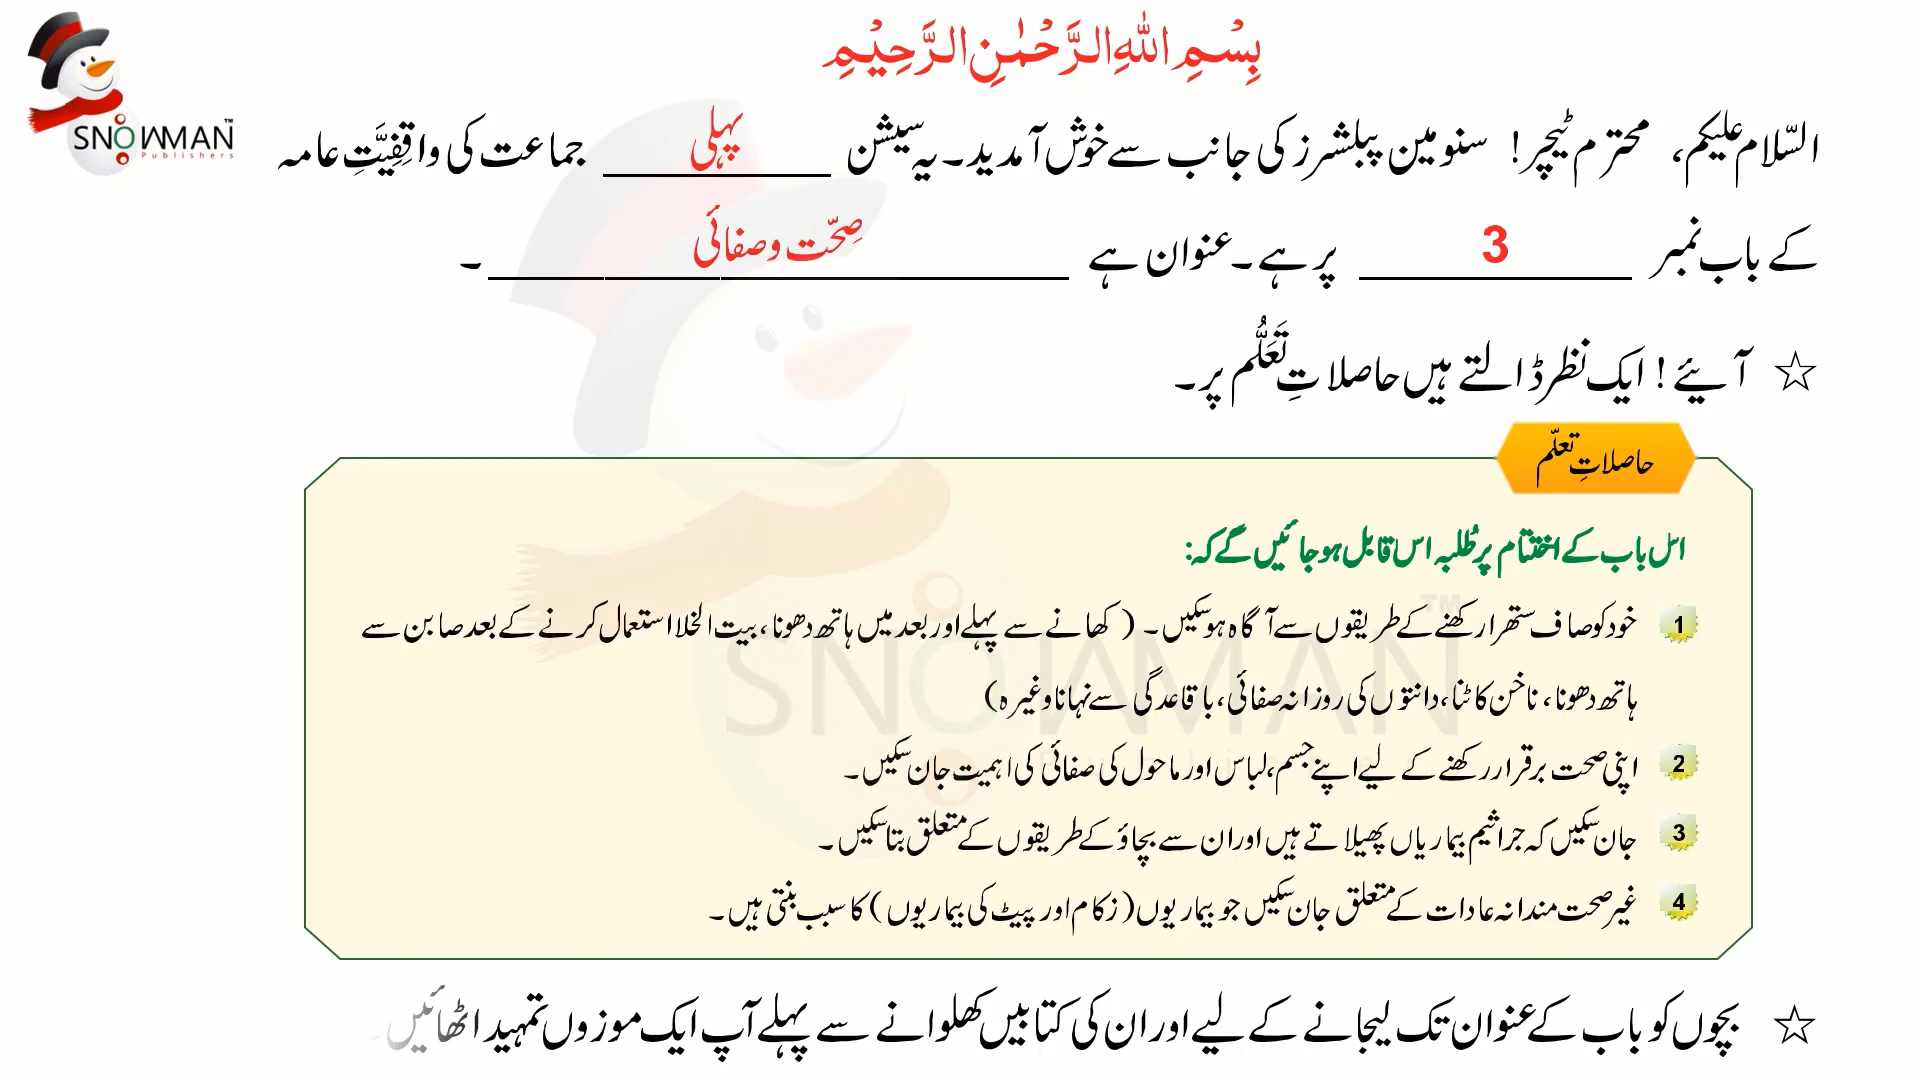 SNOWMAN™
Publishers
بِسْمِ اللهِ الرَّحْمٰنِ الرَّحِيْمِ
السّلام علیکم، محترم ٹیچر! سنومین پبلشرز کی جانب سے خوش آمدید۔ یہ سیشن پہلی جماعت کی واقِفِیَّتِ عامہ
کے باب نمبر 3 پر ہے۔ عنوان ہے صِحّت و صفائی ۔
☆ آیئے! ایک نظر ڈالتے ہیں حاصلاتِ تَعَلُّم پر۔
حاصلاتِ تعلّم
اس باب کے اختتام پر طُلبہ اس قابل ہو جائیں گے کہ:
1 خود کو صاف ستھرا رکھنے کے طریقوں سے آگاہ ہو سکیں۔ (کھانے سے پہلے اور بعد میں ہاتھ دھونا، بیت الخلا استعمال کرنے کے بعد صابن سے
ہاتھ دھونا، ناخن کاٹنا، دانتوں کی روزانہ صفائی، باقاعدگی سے نہانا وغیرہ)
2 اپنی صحت برقرار رکھنے کے لیے اپنے جسم، لباس اور ماحول کی صفائی کی اہمیت جان سکیں۔
3 جان سکیں کہ جراثیم بیماریاں پھیلاتے ہیں اور ان سے بچاؤ کے طریقوں کے متعلق بتا سکیں۔
4 غیر صحت مندانہ عادات کے متعلق جان سکیں جو بیماریوں (زکام اور پیٹ کی بیماریوں) کا سبب بنتی ہیں۔
☆ بچّوں کو باب کے عنوان تک لیجانے کے لیے اور ان کی کتابیں کھلوانے سے پہلے آپ ایک موزوں تمہید اٹھائیں۔